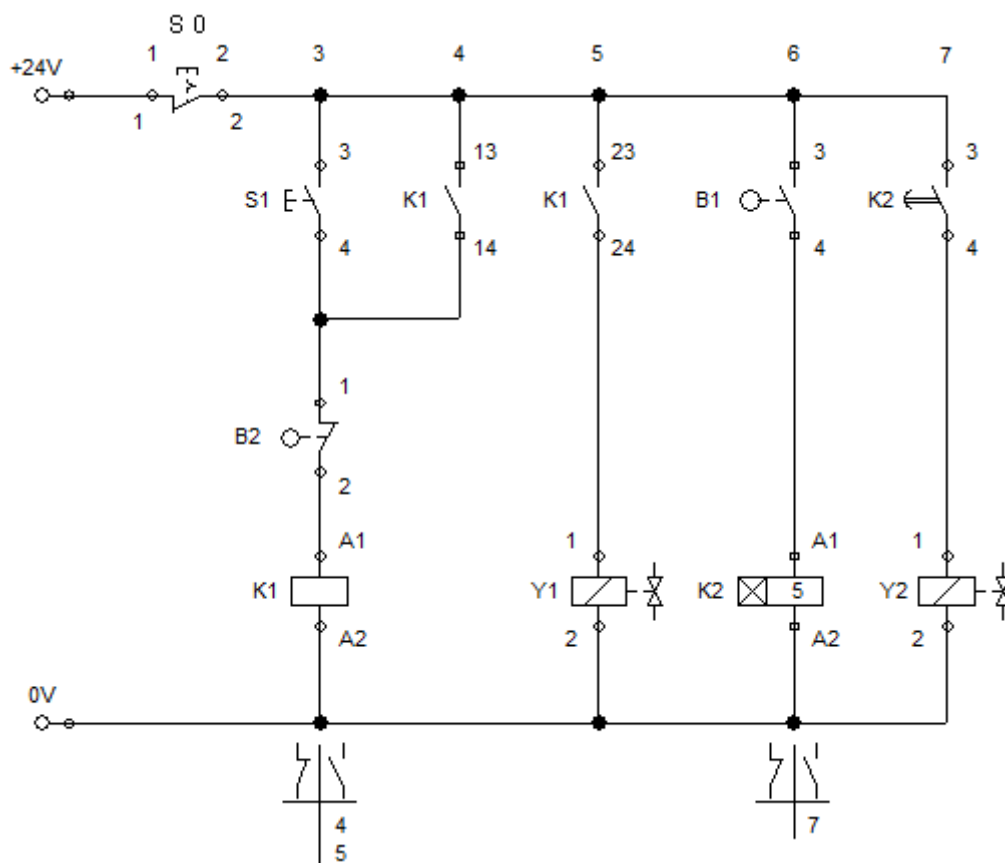 S 0
1 2 3 4 5 6 7
+24V
1 2
3 13 23 3 3
S1 K1 K1 B1 K2
4 14 24 4 4
1
B2
2
A1 1 A1 1
K1 Y1 K2 5 Y2
A2 2 A2 2
0V
4 7
5